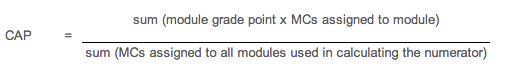 sum (module grade point x MCs assigned to module)
CAP =
sum (MCs assigned to all modules used in calculating the numerator)